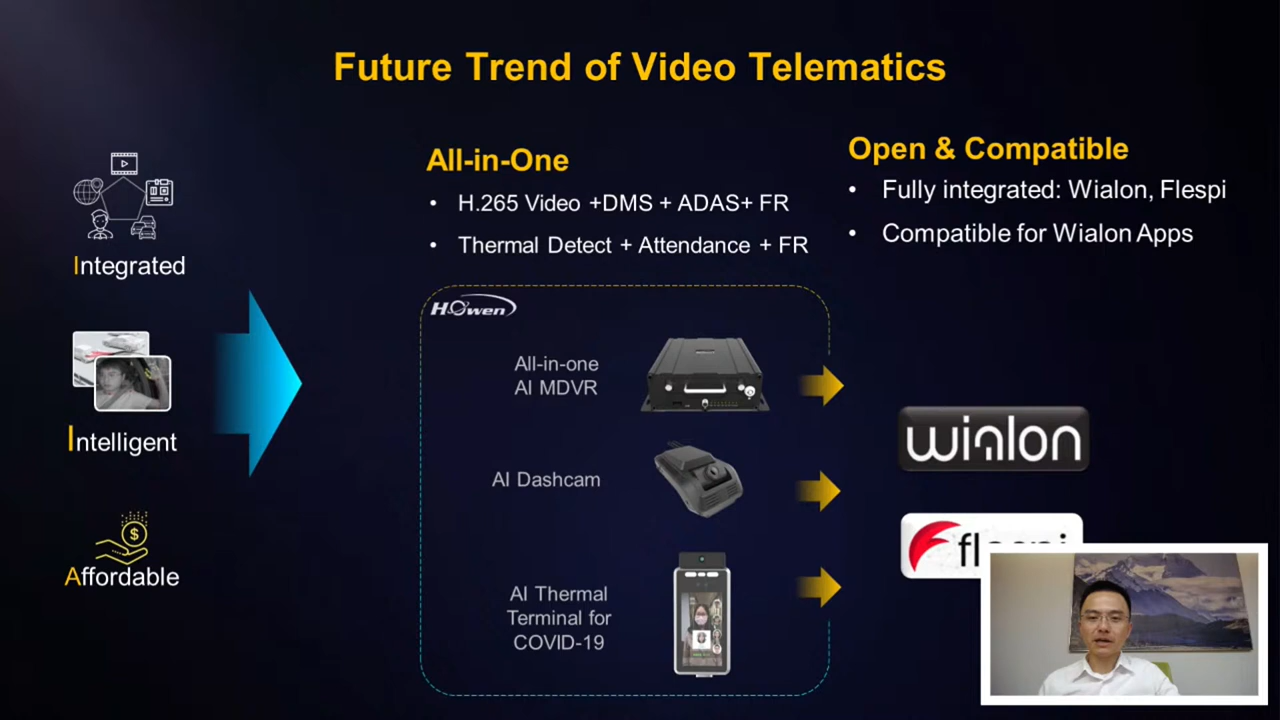 Future Trend of Video Telematics
Integrated
Intelligent
Affordable
All-in-One
• H.265 Video +DMS + ADAS+ FR
• Thermal Detect + Attendance + FR
Howen
All-in-one
AI MDVR
AI Dashcam
AI Thermal
Terminal for
COVID-19
Open & Compatible
• Fully integrated: Wialon, Flespi
• Compatible for Wialon Apps
wialon
flespi